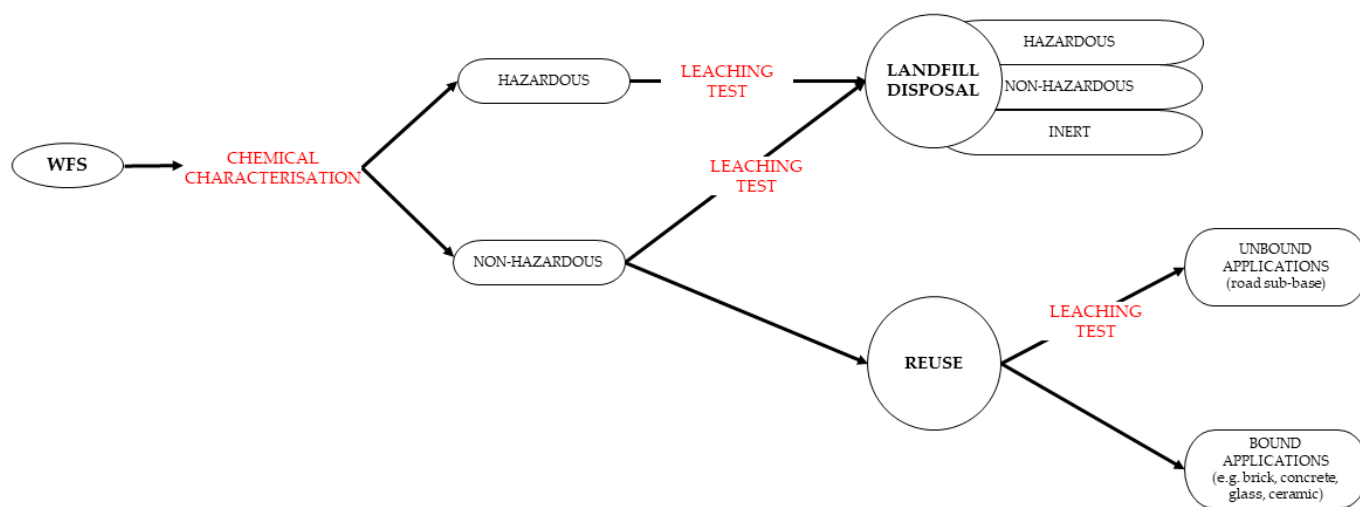 WFS
CHEMICAL
CHARACTERISATION
HAZARDOUS
LEACHING
TEST
LANDFILL
DISPOSAL
HAZARDOUS
NON-HAZARDOUS
INERT
LEACHING
TEST
NON-HAZARDOUS
REUSE
LEACHING
TEST
UNBOUND
APPLICATIONS
(road sub-base)
BOUND
APPLICATIONS
(e.g. brick, concrete,
glass, ceramic)